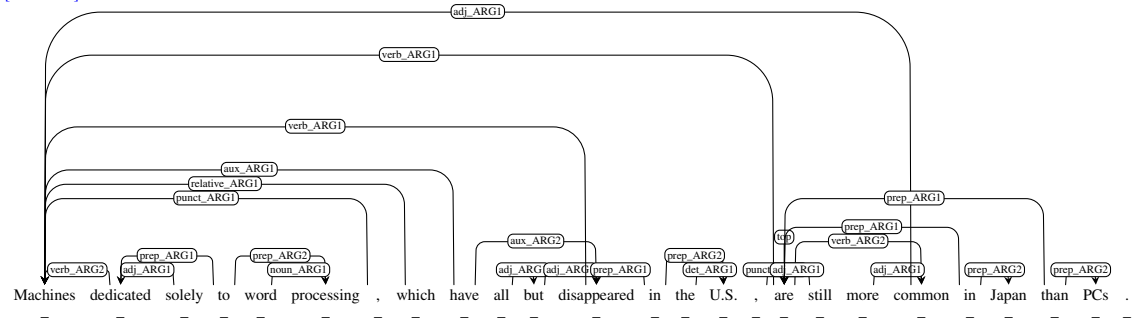 adj_ARG1
verb_ARG1
verb_ARG1
aux_ARG1
relative_ARG1
punct_ARG1 prep_ARG1
prep_ARG1
top
aux_ARG2 verb_ARG2
prep_ARG1 prep_ARG2 prep_ARG2
verb_ARG2 adj_ARG1 noun_ARG1 adj_ARG adj_ARG prep_ARG1 det_ARG1 punct adj_ARG1 adj_ARG1 prep_ARG2 prep_ARG2
Machines dedicated solely to word processing , which have all but disappeared in the U.S. , are still more common in Japan than PCs .
_ _ _ _ _ _ _ _ _ _ _ _ _ _ _ _ _ _ _ _ _ _ _ _ _